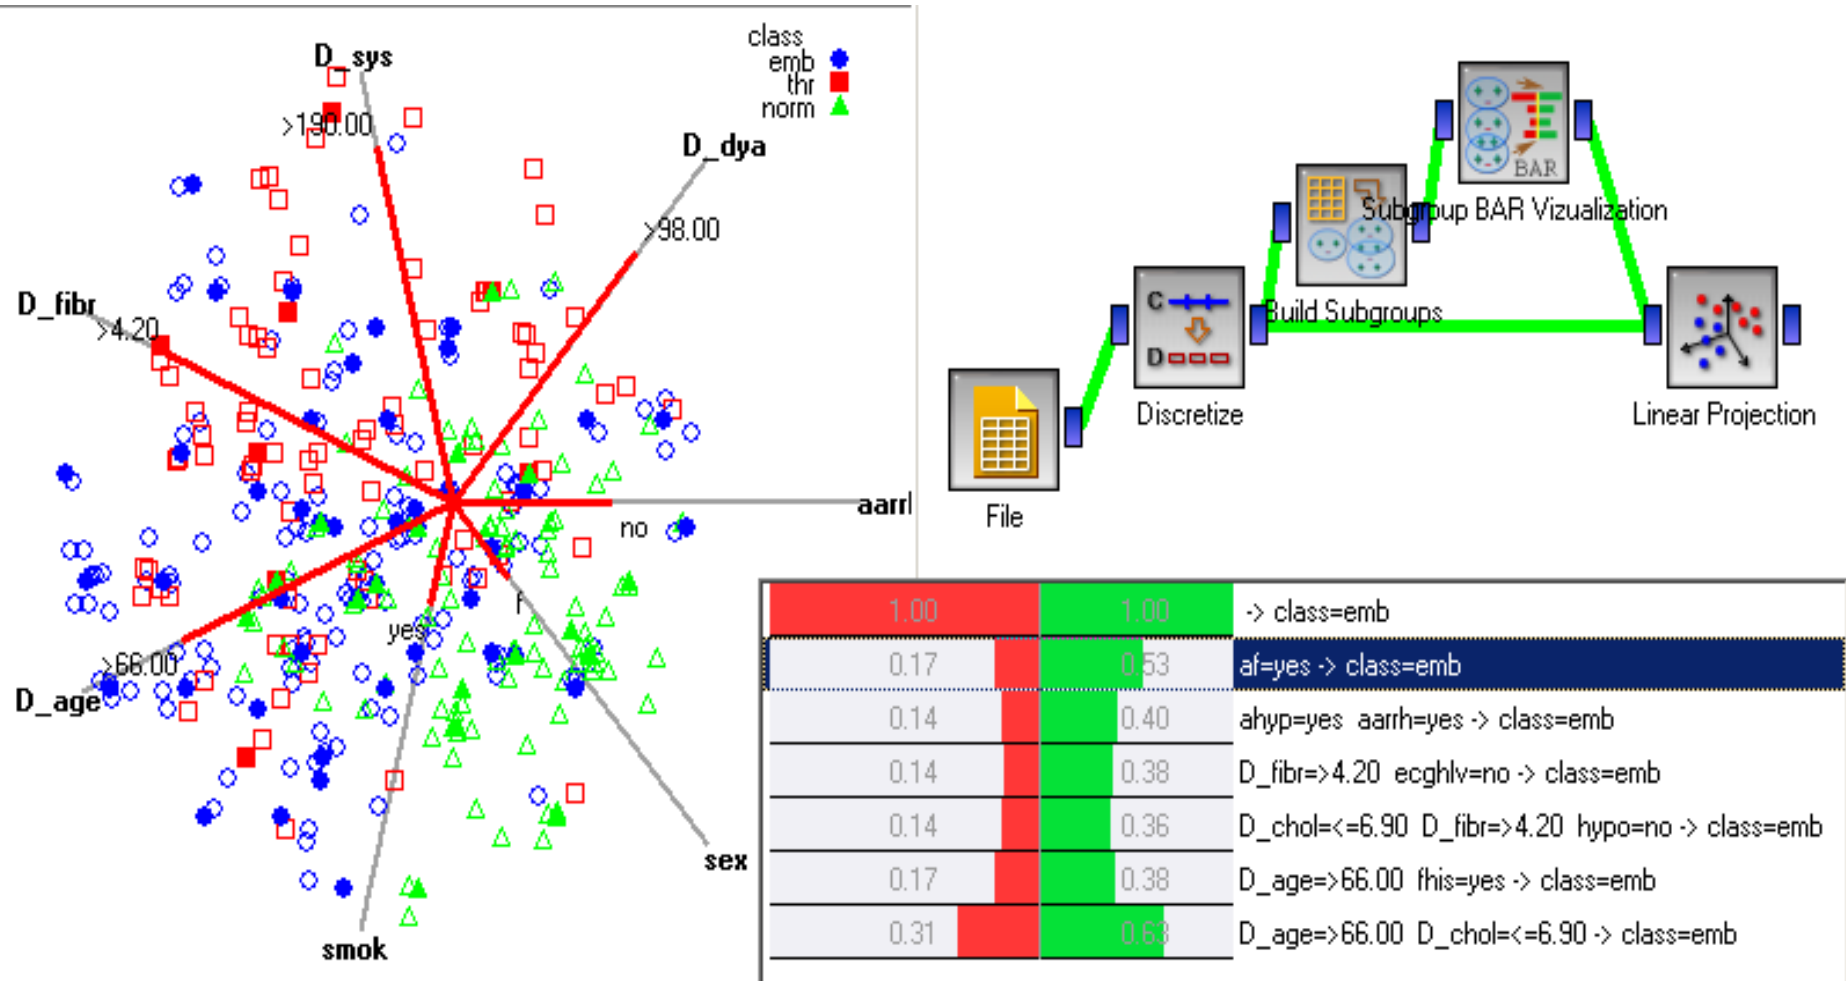 D_sys
>190.00
class
emb
thr
norm
D_dya
>98.00
D_fibr
>4.20
no
f
yes
>66.00
D_age
smok
sex
BAR
Subgroup BAR Vizualization
Build Subgroups
C
D
Discretize
Linear Projection
File
1.00 1.00 -> class=emb
0.17 0.53 af=yes -> class=emb
0.14 0.40 ahyp=yes aarrh=yes -> class=emb
0.14 0.38 D_fibr=>4.20 ecghlv=no -> class=emb
0.14 0.36 D_chol=<=6.90 D_fibr=>4.20 hypo=no -> class=emb
0.17 0.38 D_age=>66.00 fhis=yes -> class=emb
0.31 0.63 D_age=>66.00 D_chol=<=6.90 -> class=emb